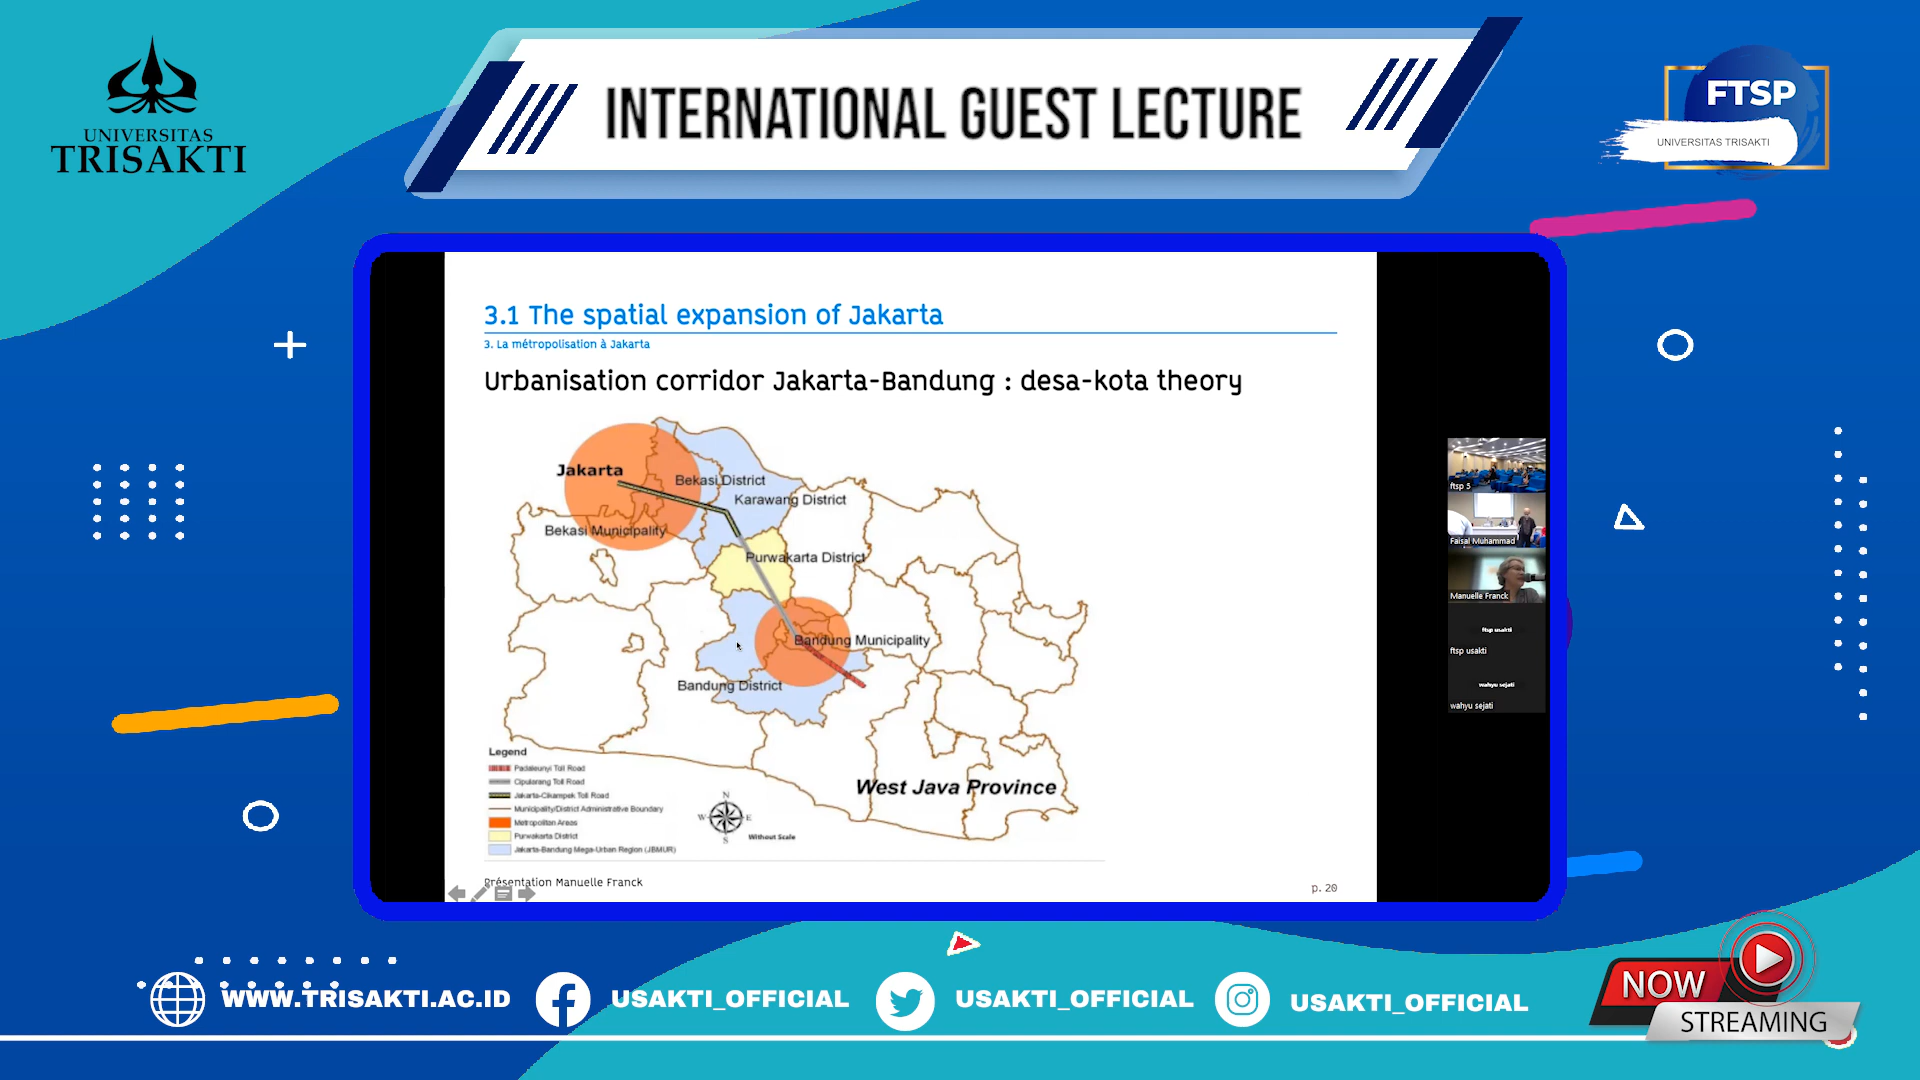 UNIVERSITAS
TRISAKTI
INTERNATIONAL GUEST LECTURE
FTSP
UNIVERSITAS TRISAKTI
3.1 The spatial expansion of Jakarta
3. La métropolisation à Jakarta
Urbanisation corridor Jakarta-Bandung : desa-kota theory
Jakarta
Bekasi District
Karawang District
Bekasi Municipality
Purwakarta District
Bandung Municipality
Bandung District
West Java Province
Legend
Padaleunyi Toll Road
Cipularang Toll Road
Jakarta-Cikampek Toll Road
Municipality/District Administrative Boundary
Metropolitan Areas
Purwakarta District
Jakarta-Bandung Mega-Urban Region (JBMUR)
N
W
E
S
Without Scale
Présentation Manuelle Franck
p. 20
ftsp 5
Faisal Muhammad
Manuelle Franck
ftsp usakti
ftsp usakti
wahyu sejati
wahyu sejati
WWW.TRISAKTI.AC.ID
USAKTI_OFFICIAL
USAKTI_OFFICIAL
USAKTI_OFFICIAL
NOW
STREAMING